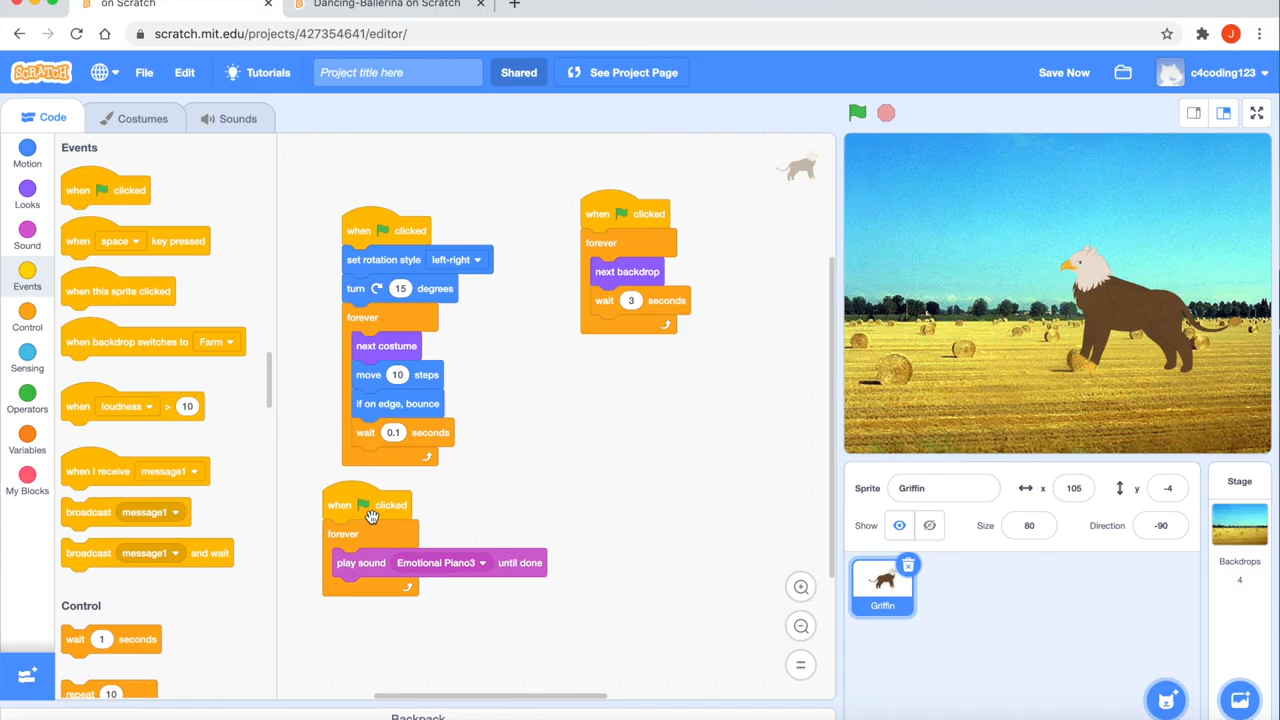 on Scratch
Dancing-Ballerina on Scratch
scratch.mit.edu/projects/427354641/editor/
J
SCRATCH
File
Edit
Tutorials
Project title here
Shared
See Project Page
Save Now
c4coding123
Code
Costumes
Sounds
Motion
Looks
Sound
Events
Control
Sensing
Operators
Variables
My Blocks
Events
when clicked
when space key pressed
when this sprite clicked
when backdrop switches to Farm
when loudness > 10
when I receive message1
broadcast message1
broadcast message1 and wait
Control
wait 1 seconds
repeat 10
when clicked
set rotation style left-right
turn 15 degrees
forever
next costume
move 10 steps
if on edge, bounce
wait 0.1 seconds
when clicked
forever
play sound Emotional Piano3 until done
when clicked
forever
next backdrop
wait 3 seconds
Backpack
Sprite Griffin x 105 y -4
Show Size 80 Direction -90
Griffin
Stage
Backdrops
4